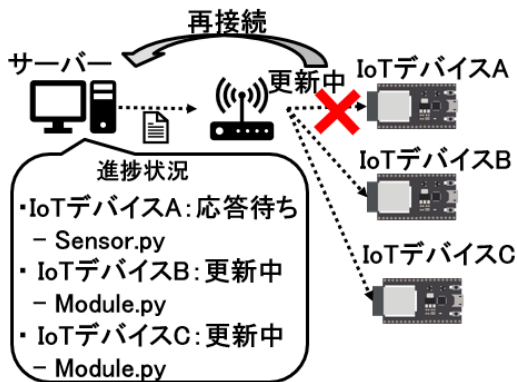 再接続
サーバー
更新中
IoTデバイスA
IoTデバイスB
IoTデバイスC
進捗状況
・IoTデバイスA:応答待ち
- Sensor.py
・ IoTデバイスB:更新中
- Module.py
・ IoTデバイスC:更新中
- Module.py